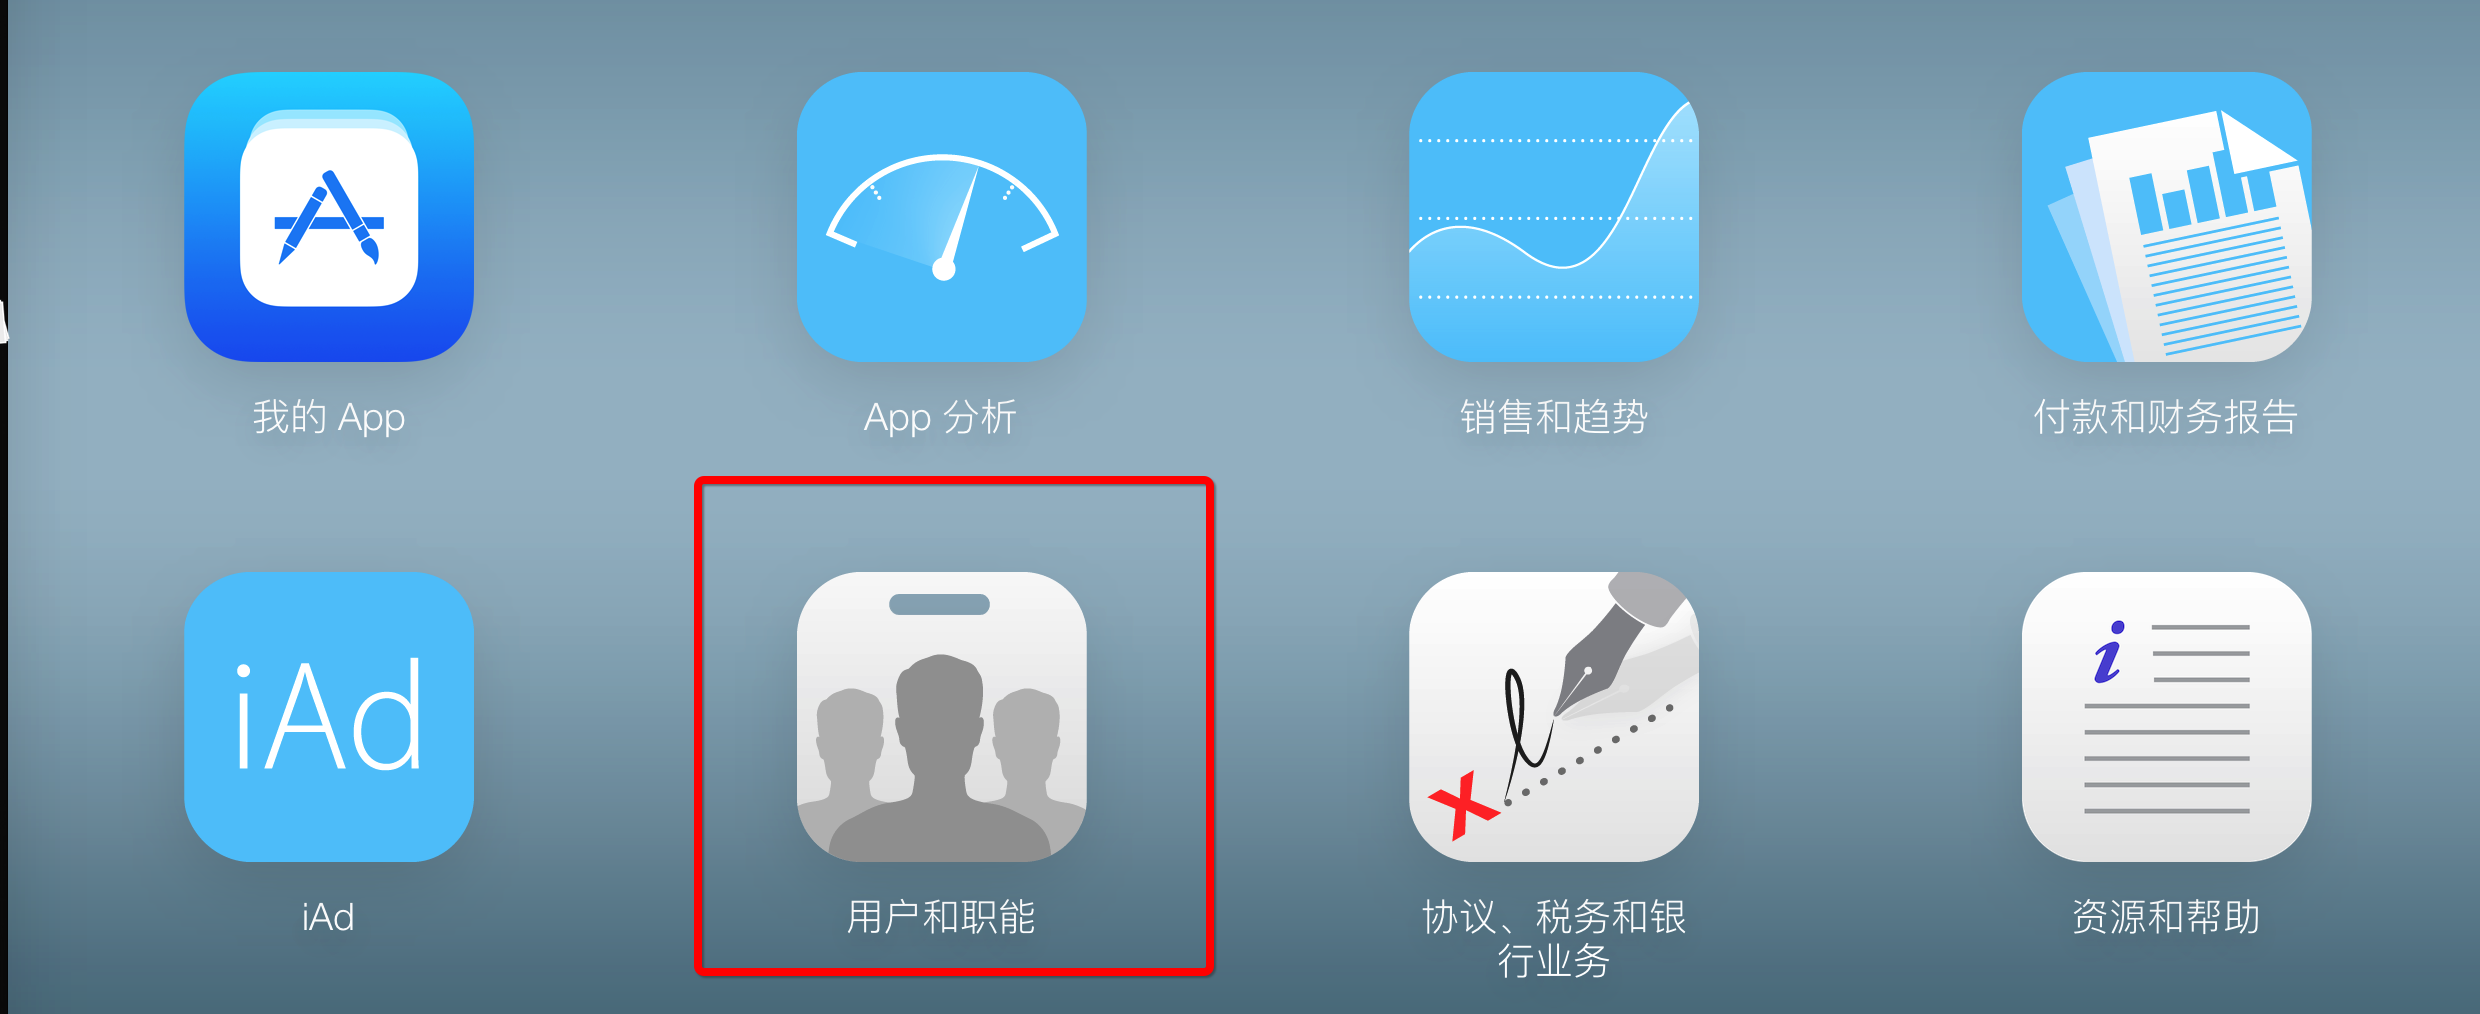 我的 App
App 分析
销售和趋势
付款和财务报告
iAd
iAd
用户和职能
协议、税务和银
行业务
i
资源和帮助